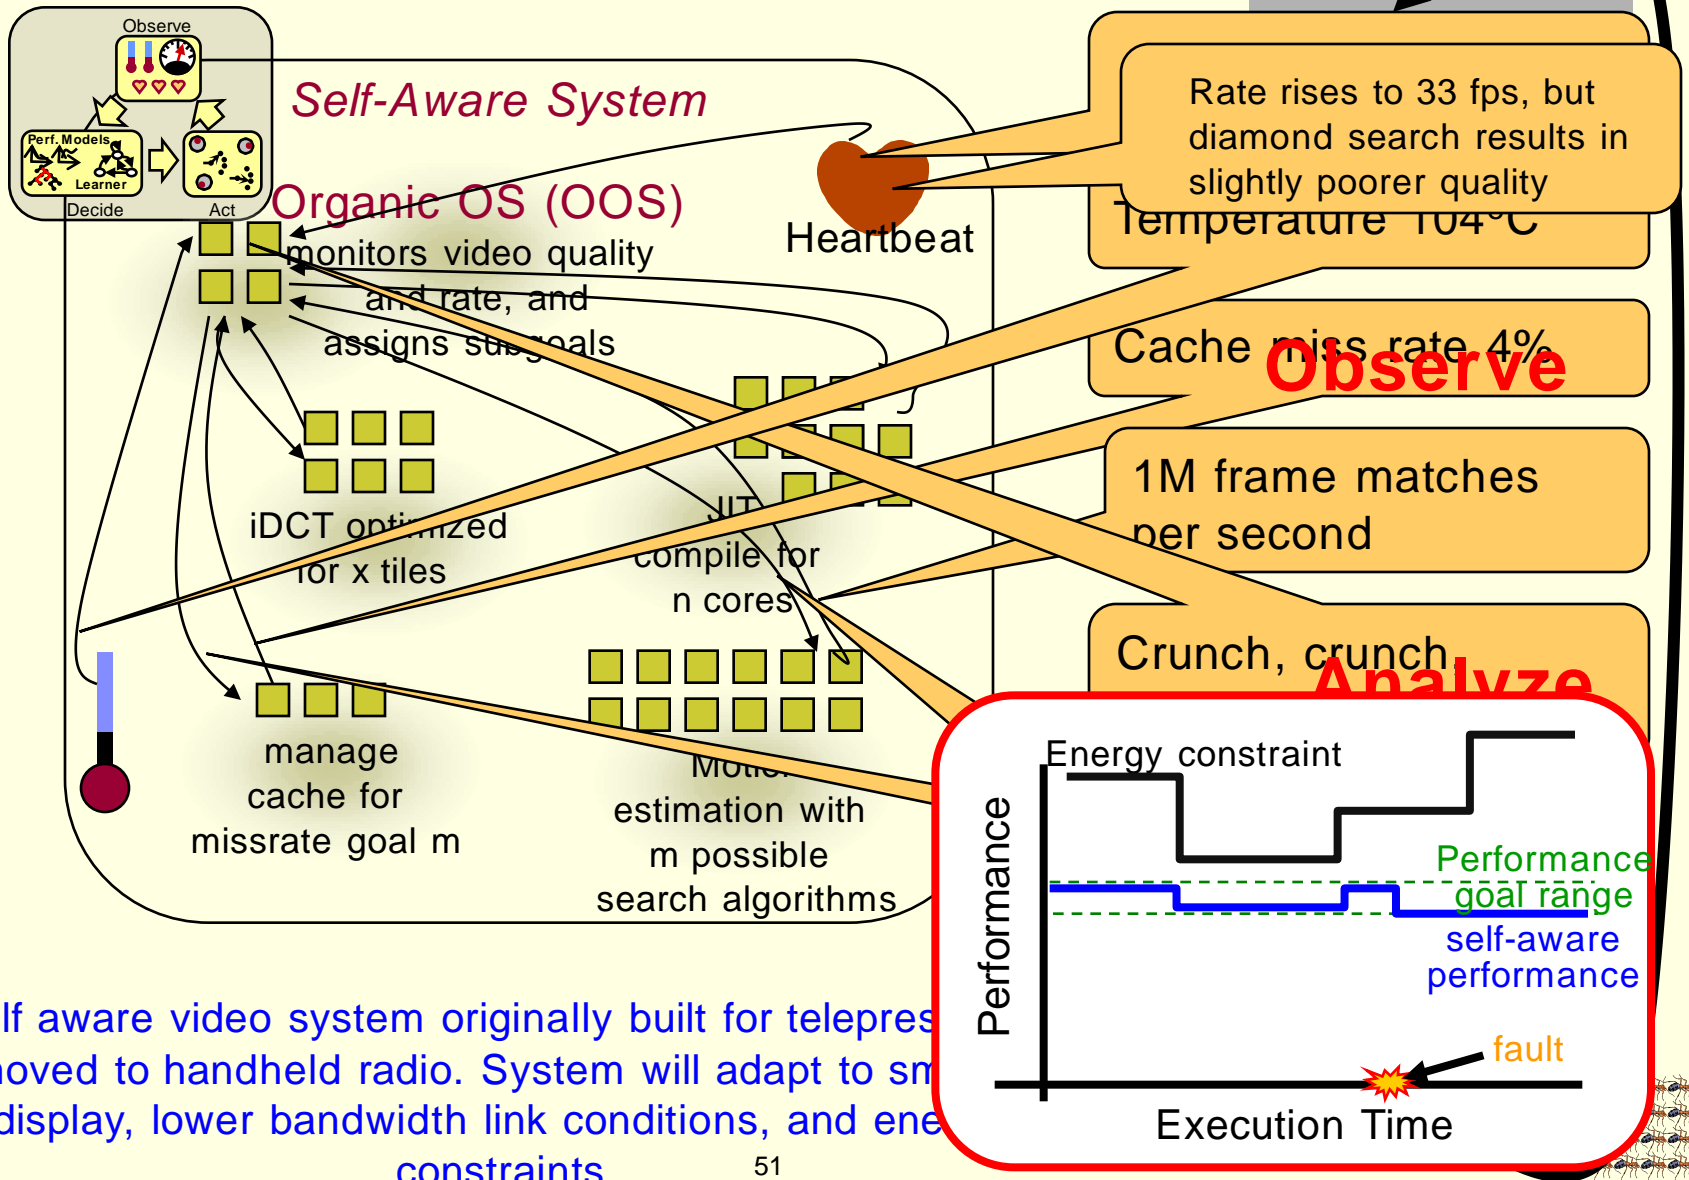 Observe
Perf. Models
Learner
Decide
Act
Self-Aware System
Organic OS (OOS)
monitors video quality
and rate, and
assigns subgoals
Heartbeat
iDCT optimized
for x tiles
JIT
compile for
n cores
manage
cache for
missrate goal m
Motion
estimation with
m possible
search algorithms
Rate rises to 33 fps, but
diamond search results in
slightly poorer quality
Temperature 104°C
Cache miss rate 4%
Observe
1M frame matches
per second
Crunch, crunch,
Analyze
Energy constraint
Performance
Performance
goal range
self-aware
performance
fault
Execution Time
lf aware video system originally built for telepres
oved to handheld radio. System will adapt to sm
display, lower bandwidth link conditions, and ene
constraints
51